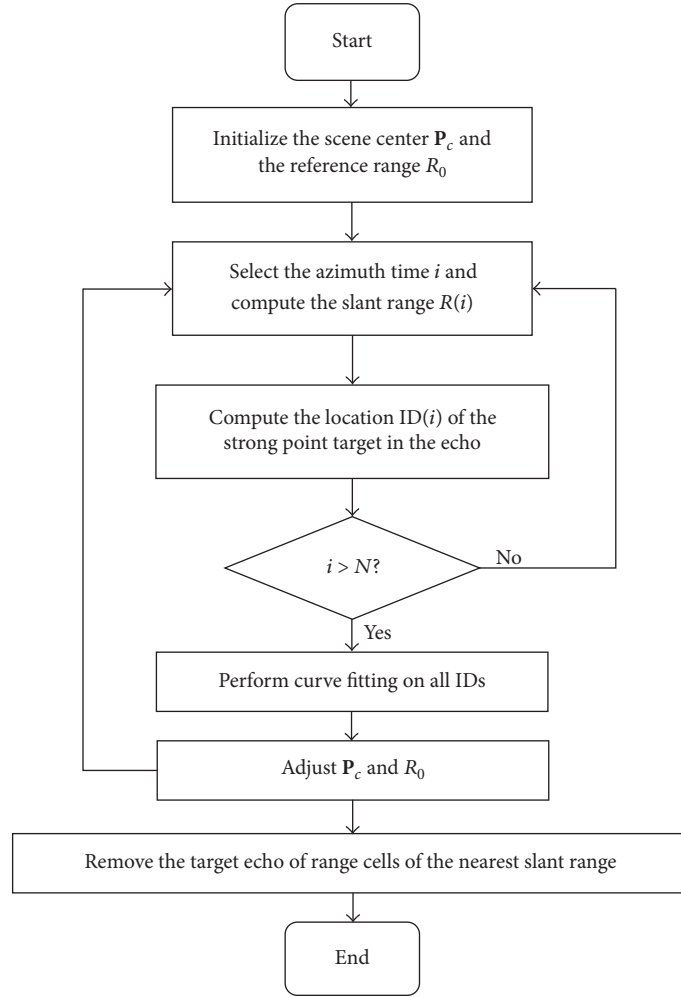 Start
Initialize the scene center P_c and
the reference range R_0
Select the azimuth time i and
compute the slant range R(i)
Compute the location ID(i) of the
strong point target in the echo
i > N?
No
Yes
Perform curve fitting on all IDs
Adjust P_c and R_0
Remove the target echo of range cells of the nearest slant range
End